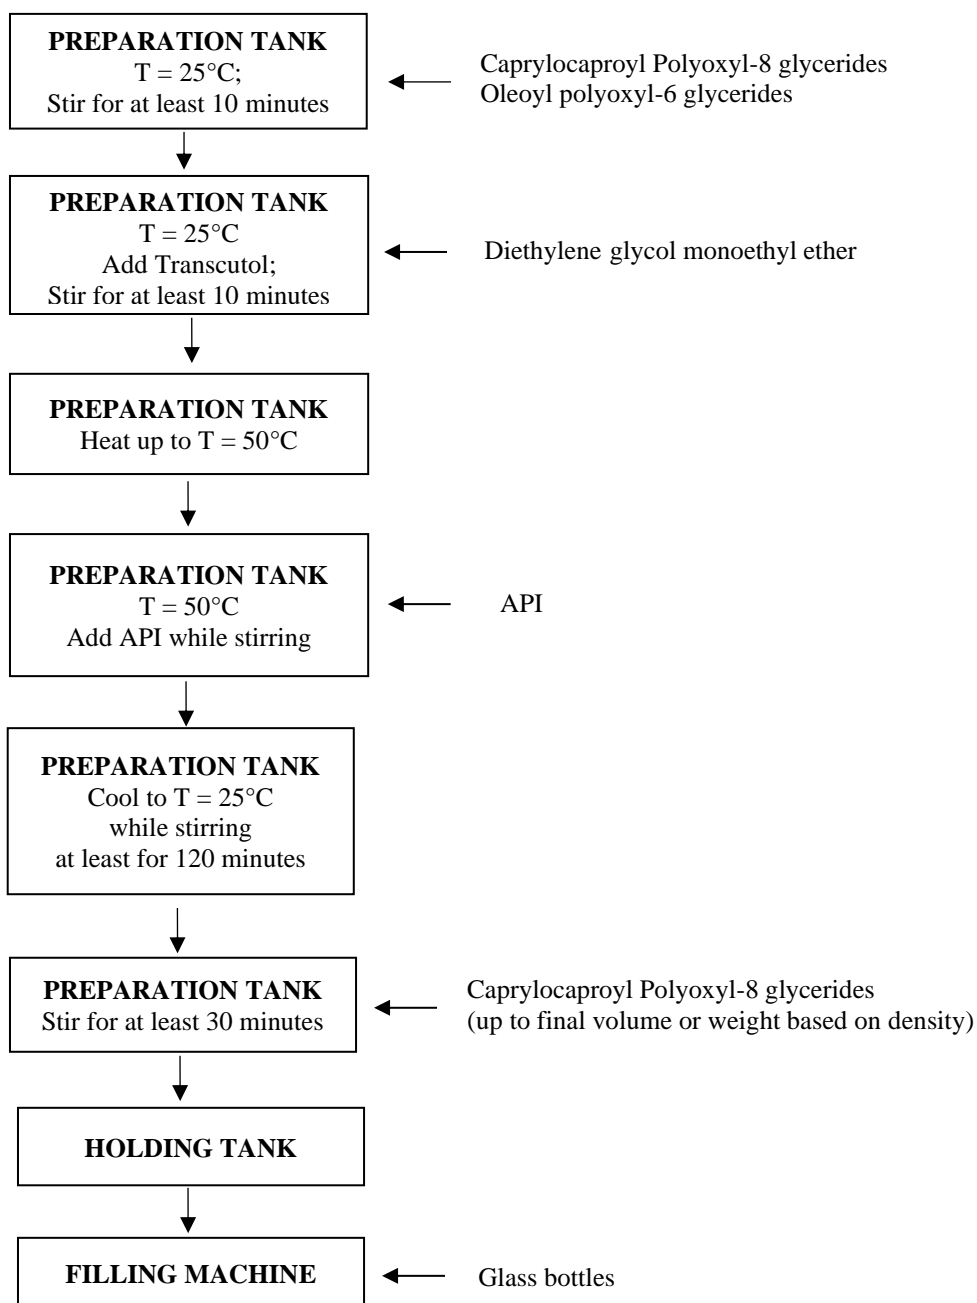 PREPARATION TANK
T = 25°C;
Stir for at least 10 minutes
Caprylocaproyl Polyoxyl-8 glycerides
Oleoyl polyoxyl-6 glycerides
PREPARATION TANK
T = 25°C
Add Transcutol;
Stir for at least 10 minutes
Diethylene glycol monoethyl ether
PREPARATION TANK
Heat up to T = 50°C
PREPARATION TANK
T = 50°C
Add API while stirring
API
PREPARATION TANK
Cool to T = 25°C
while stirring
at least for 120 minutes
PREPARATION TANK
Stir for at least 30 minutes
Caprylocaproyl Polyoxyl-8 glycerides
(up to final volume or weight based on density)
HOLDING TANK
FILLING MACHINE
Glass bottles